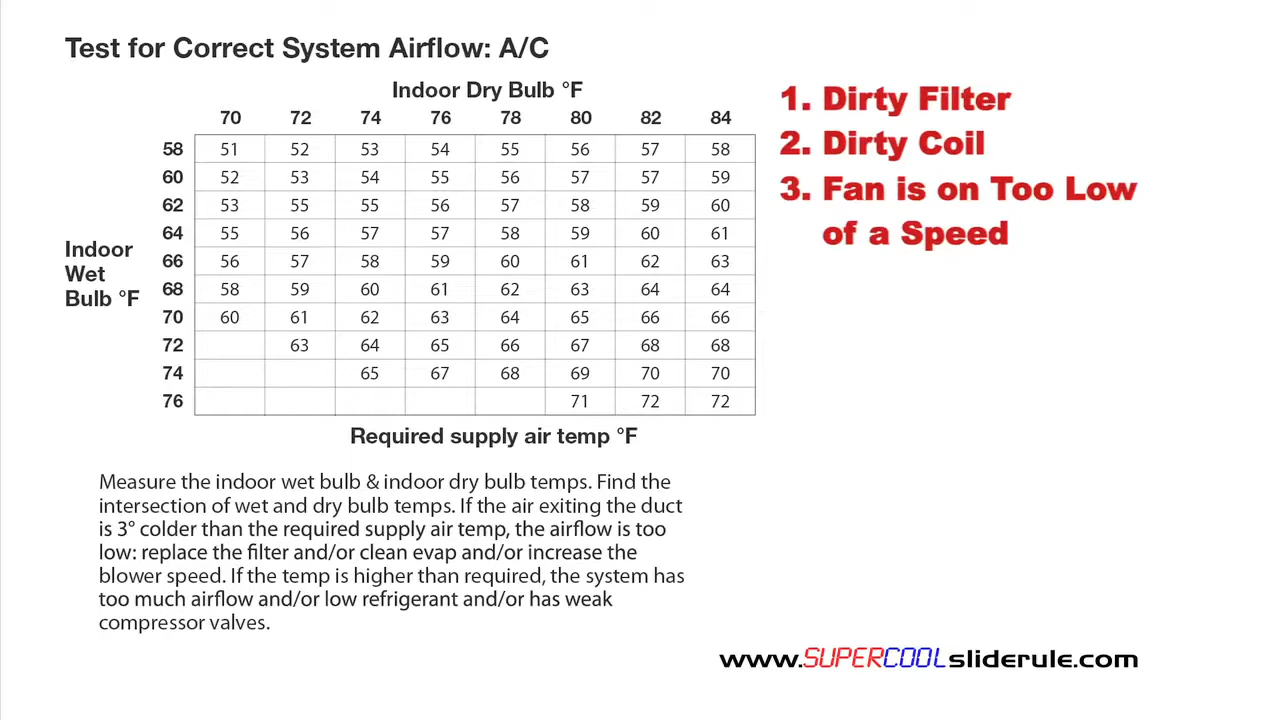 Test for Correct System Airflow: A/C
Indoor Dry Bulb °F
70 72 74 76 78 80 82 84
58 51 52 53 54 55 56 57 58
60 52 53 54 55 56 57 57 59
62 53 55 55 56 57 58 59 60
64 55 56 57 57 58 59 60 61
Indoor
Wet
Bulb °F
66 56 57 58 59 60 61 62 63
68 58 59 60 61 62 63 64 64
70 60 61 62 63 64 65 66 66
72 63 64 65 66 67 68 68
74 65 67 68 69 70 70
76 71 72 72
Required supply air temp °F
Measure the indoor wet bulb & indoor dry bulb temps. Find the
intersection of wet and dry bulb temps. If the air exiting the duct
is 3° colder than the required supply air temp, the airflow is too
low: replace the filter and/or clean evap and/or increase the
blower speed. If the temp is higher than required, the system has
too much airflow and/or low refrigerant and/or has weak
compressor valves.
1. Dirty Filter
2. Dirty Coil
3. Fan is on Too Low
of a Speed
www.SUPERCOOLsliderule.com